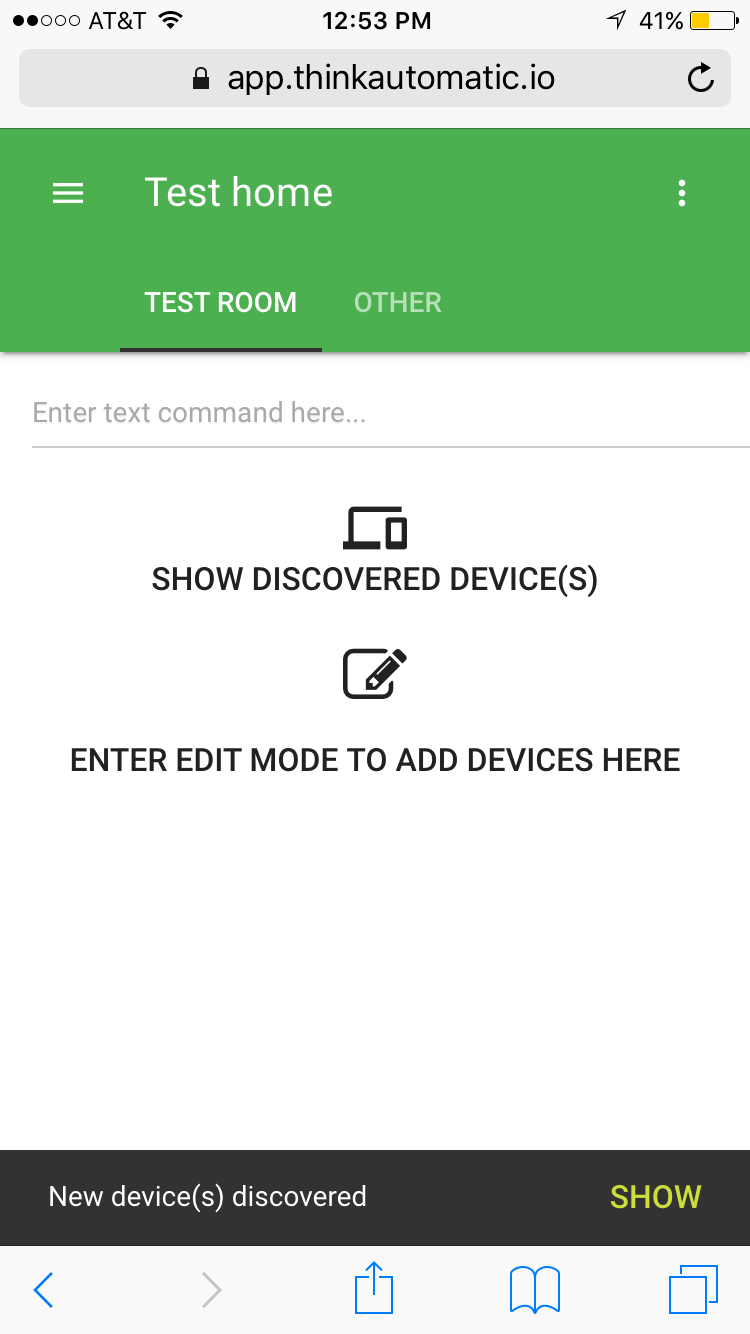 AT&T 12:53 PM 41%
app.thinkautomatic.io
Test home
TEST ROOM OTHER
Enter text command here...
SHOW DISCOVERED DEVICE(S)
ENTER EDIT MODE TO ADD DEVICES HERE
New device(s) discovered SHOW